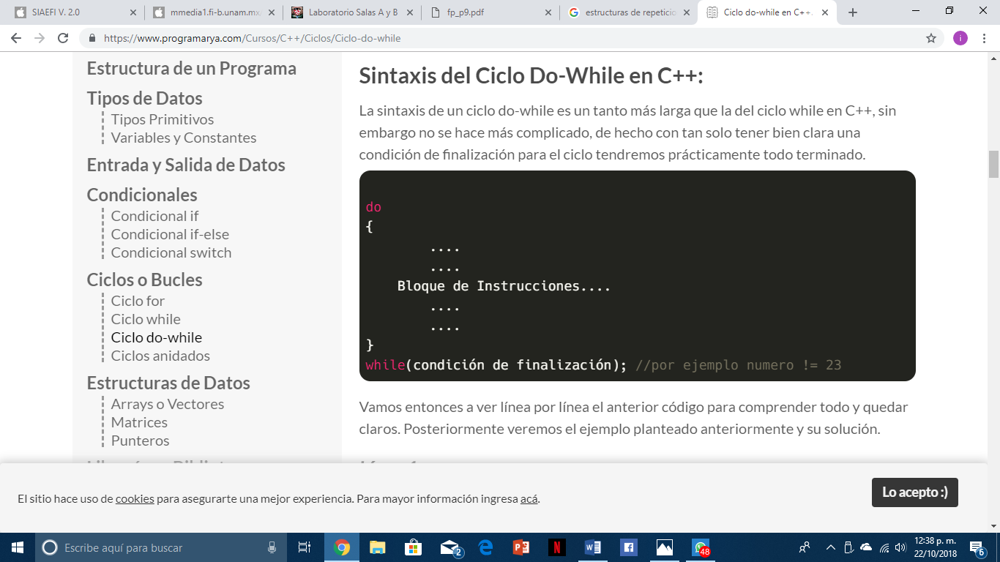 SIAEFI V. 2.0
mmedia1.fi-b.unam.mx/
Laboratorio Salas A y B
fp_p9.pdf
estructuras de repeticio
Ciclo do-while en C++.
https://www.programarya.com/Cursos/C++/Ciclos/Ciclo-do-while
i
Estructura de un Programa
Tipos de Datos
Tipos Primitivos
Variables y Constantes
Entrada y Salida de Datos
Condicionales
Condicional if
Condicional if-else
Condicional switch
Ciclos o Bucles
Ciclo for
Ciclo while
Ciclo do-while
Ciclos anidados
Estructuras de Datos
Arrays o Vectores
Matrices
Punteros
Sintaxis del Ciclo Do-While en C++:
La sintaxis de un ciclo do-while es un tanto más larga que la del ciclo while en C++, sin
embargo no se hace más complicado, de hecho con tan solo tener bien clara una
condición de finalización para el ciclo tendremos prácticamente todo terminado.
do
{
....
....
Bloque de Instrucciones....
....
....
}
while(condición de finalización); //por ejemplo numero != 23
Vamos entonces a ver línea por línea el anterior código para comprender todo y quedar
claros. Posteriormente veremos el ejemplo planteado anteriormente y su solución.
El sitio hace uso de cookies para asegurarte una mejor experiencia. Para mayor información ingresa acá.
Lo acepto :)
Escribe aquí para buscar
2
48
12:38 p. m.
22/10/2018
6